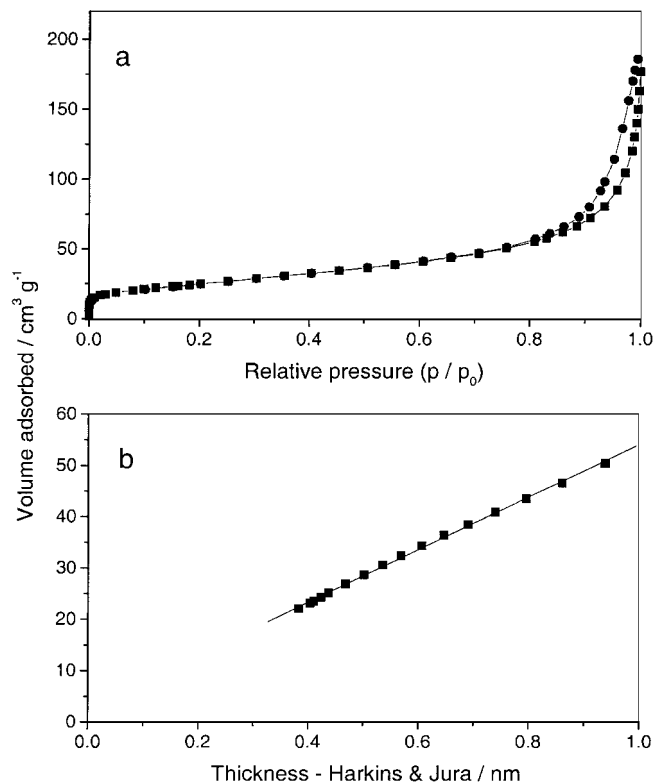 200
150
100
50
0
a
0.0 0.2 0.4 0.6 0.8 1.0
Relative pressure (p / p₀)
Volume adsorbed / cm³ g⁻¹
60
50
40
30
20
10
0
b
0.0 0.2 0.4 0.6 0.8 1.0
Thickness - Harkins & Jura / nm